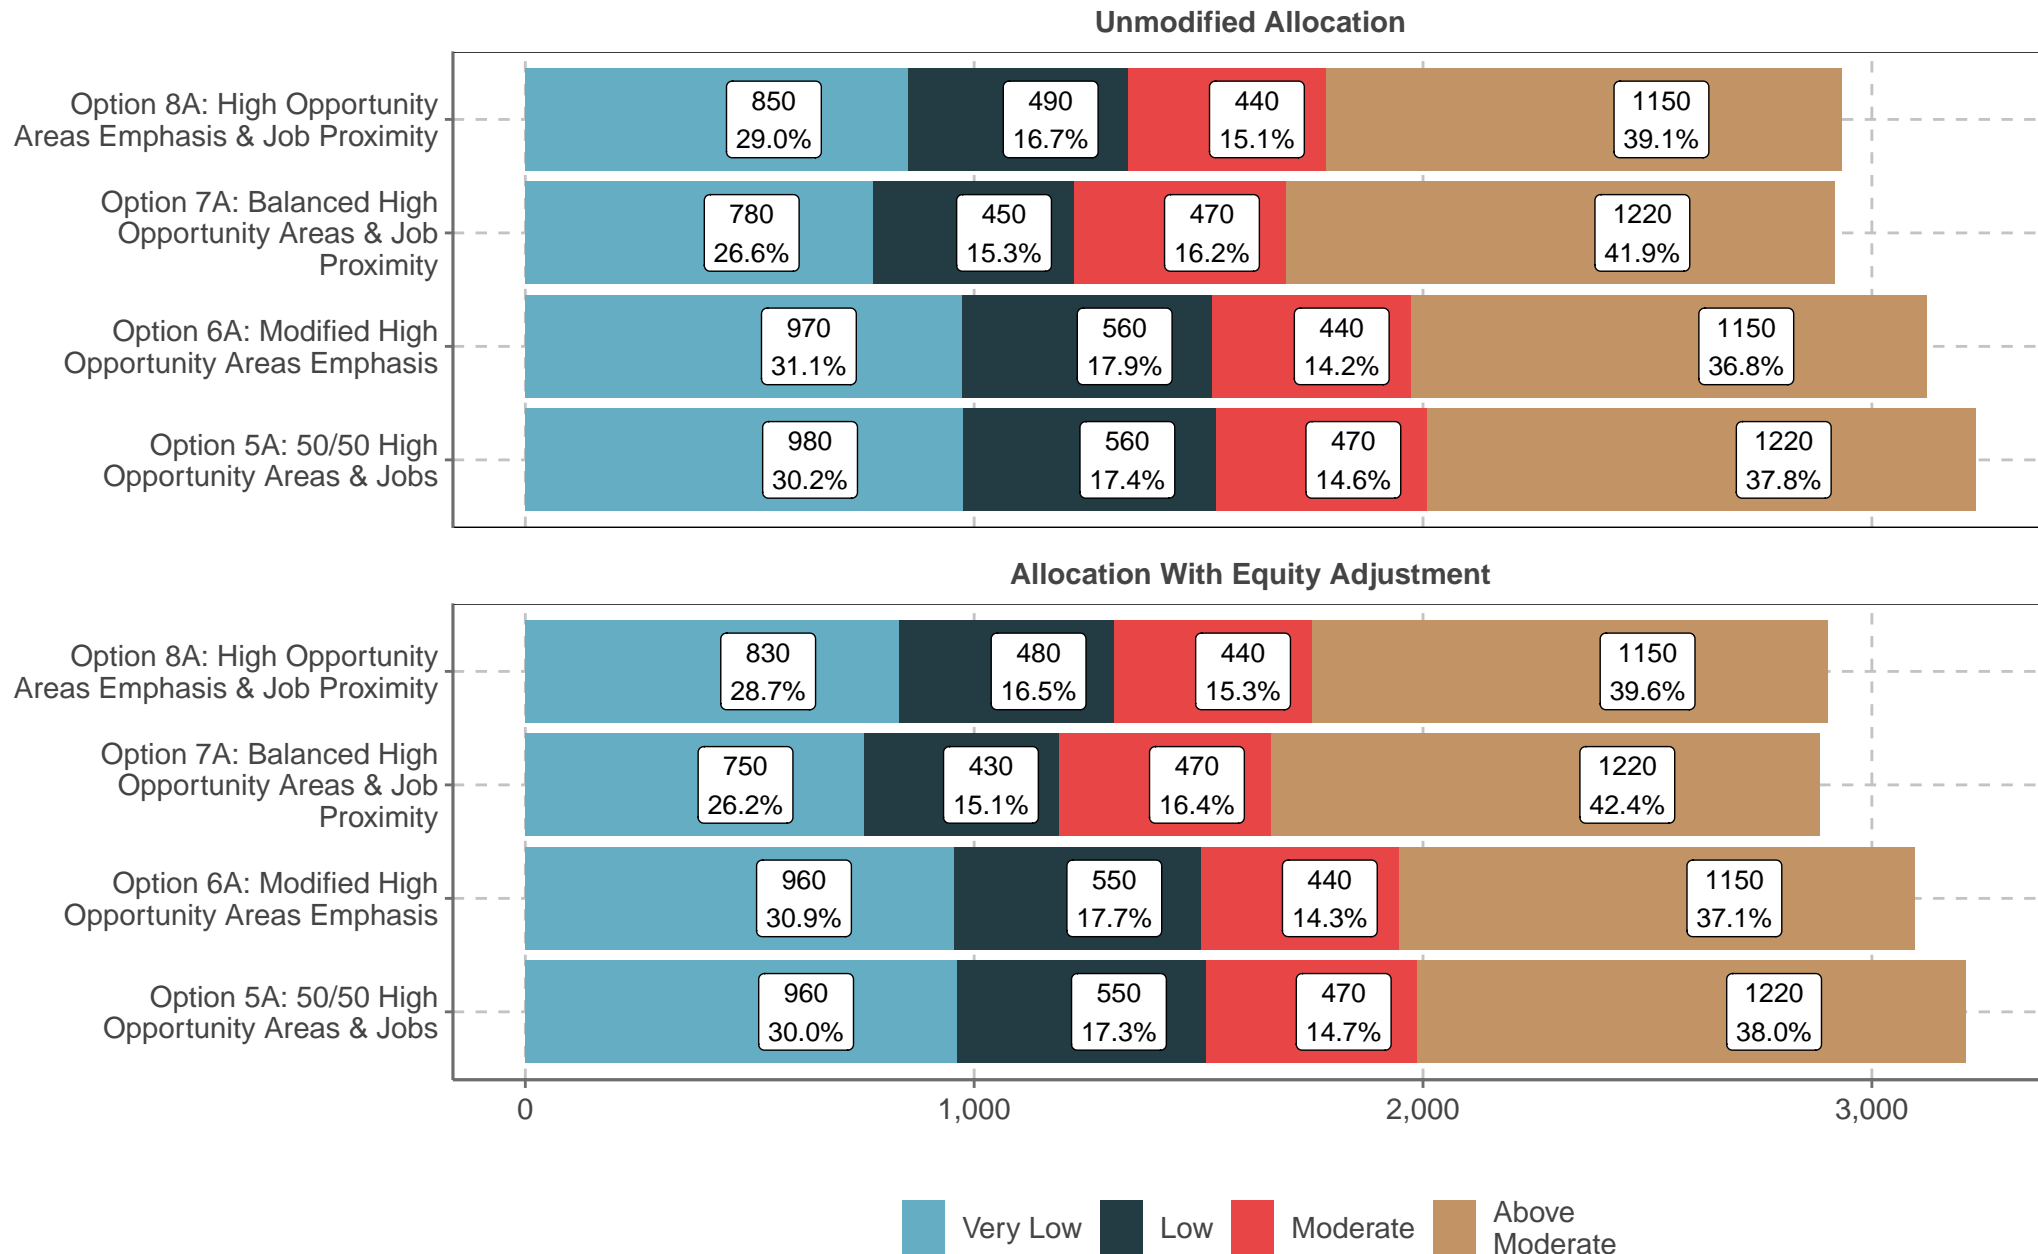 Unmodified Allocation
Option 8A: High Opportunity
Areas Emphasis & Job Proximity
850
29.0%
490
16.7%
440
15.1%
1150
39.1%
Option 7A: Balanced High
Opportunity Areas & Job
Proximity
780
26.6%
450
15.3%
470
16.2%
1220
41.9%
Option 6A: Modified High
Opportunity Areas Emphasis
970
31.1%
560
17.9%
440
14.2%
1150
36.8%
Option 5A: 50/50 High
Opportunity Areas & Jobs
980
30.2%
560
17.4%
470
14.6%
1220
37.8%
Allocation With Equity Adjustment
Option 8A: High Opportunity
Areas Emphasis & Job Proximity
830
28.7%
480
16.5%
440
15.3%
1150
39.6%
Option 7A: Balanced High
Opportunity Areas & Job
Proximity
750
26.2%
430
15.1%
470
16.4%
1220
42.4%
Option 6A: Modified High
Opportunity Areas Emphasis
960
30.9%
550
17.7%
440
14.3%
1150
37.1%
Option 5A: 50/50 High
Opportunity Areas & Jobs
960
30.0%
550
17.3%
470
14.7%
1220
38.0%
0
1,000
2,000
3,000
Very Low
Low
Moderate
Above
Moderate